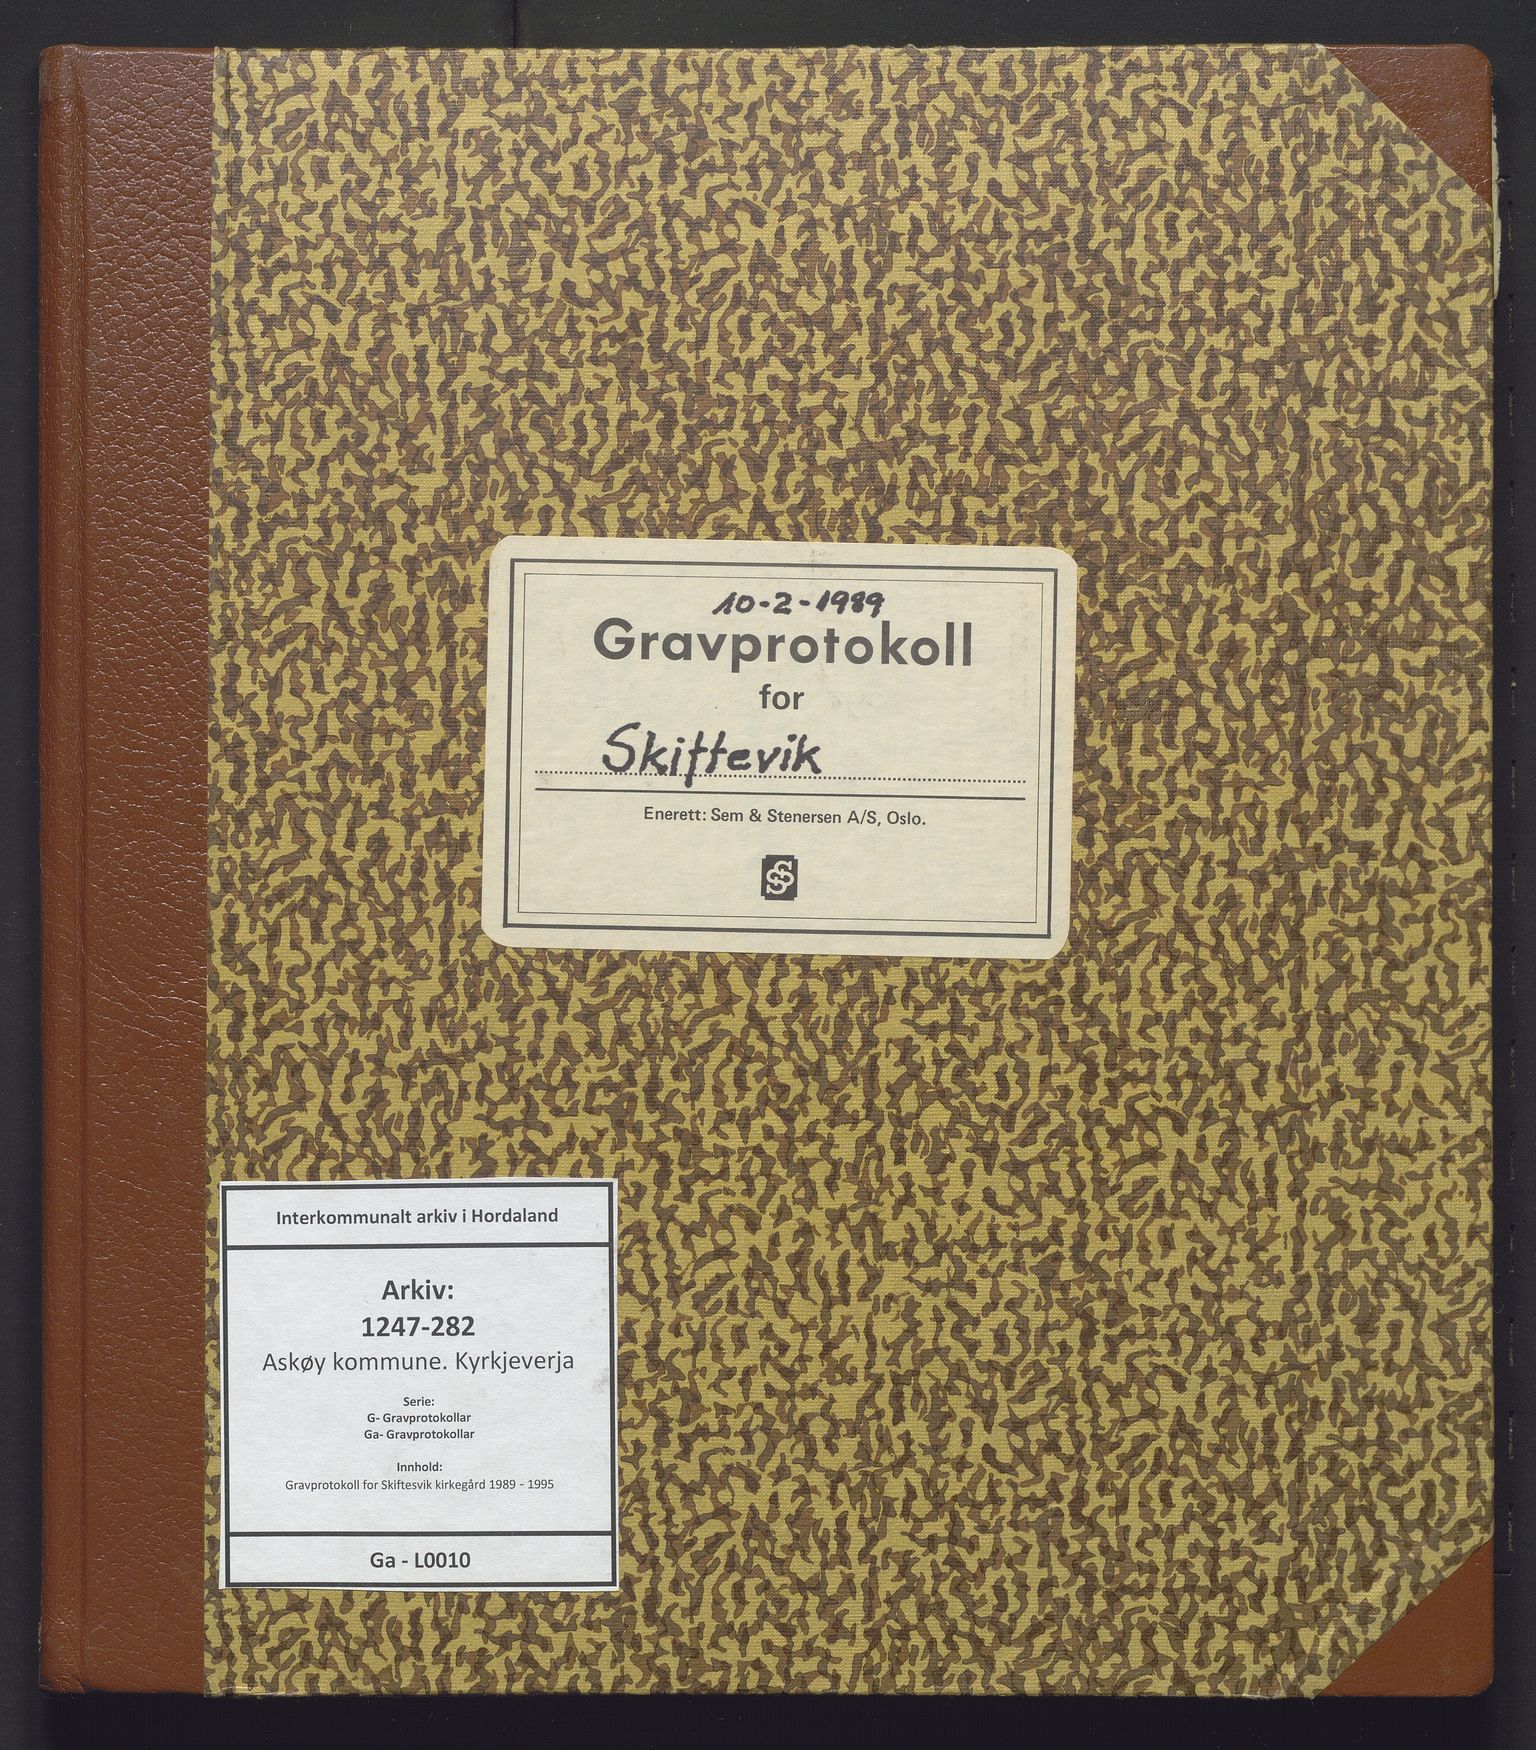 10-2-1989
Gravprotokoll
for
Skiftevik
Enerett: Sem & Stenersen A/S, Oslo.
SS
Interkommunalt arkiv i Hordaland
Arkiv:
1247-282
Askøy kommune. Kyrkjeverja
Serie:
G- Gravprotokollar
Ga- Gravprotokollar
Innhold:
Gravprotokoll for Skiftesvik kirkegård 1989 - 1995
Ga - L0010